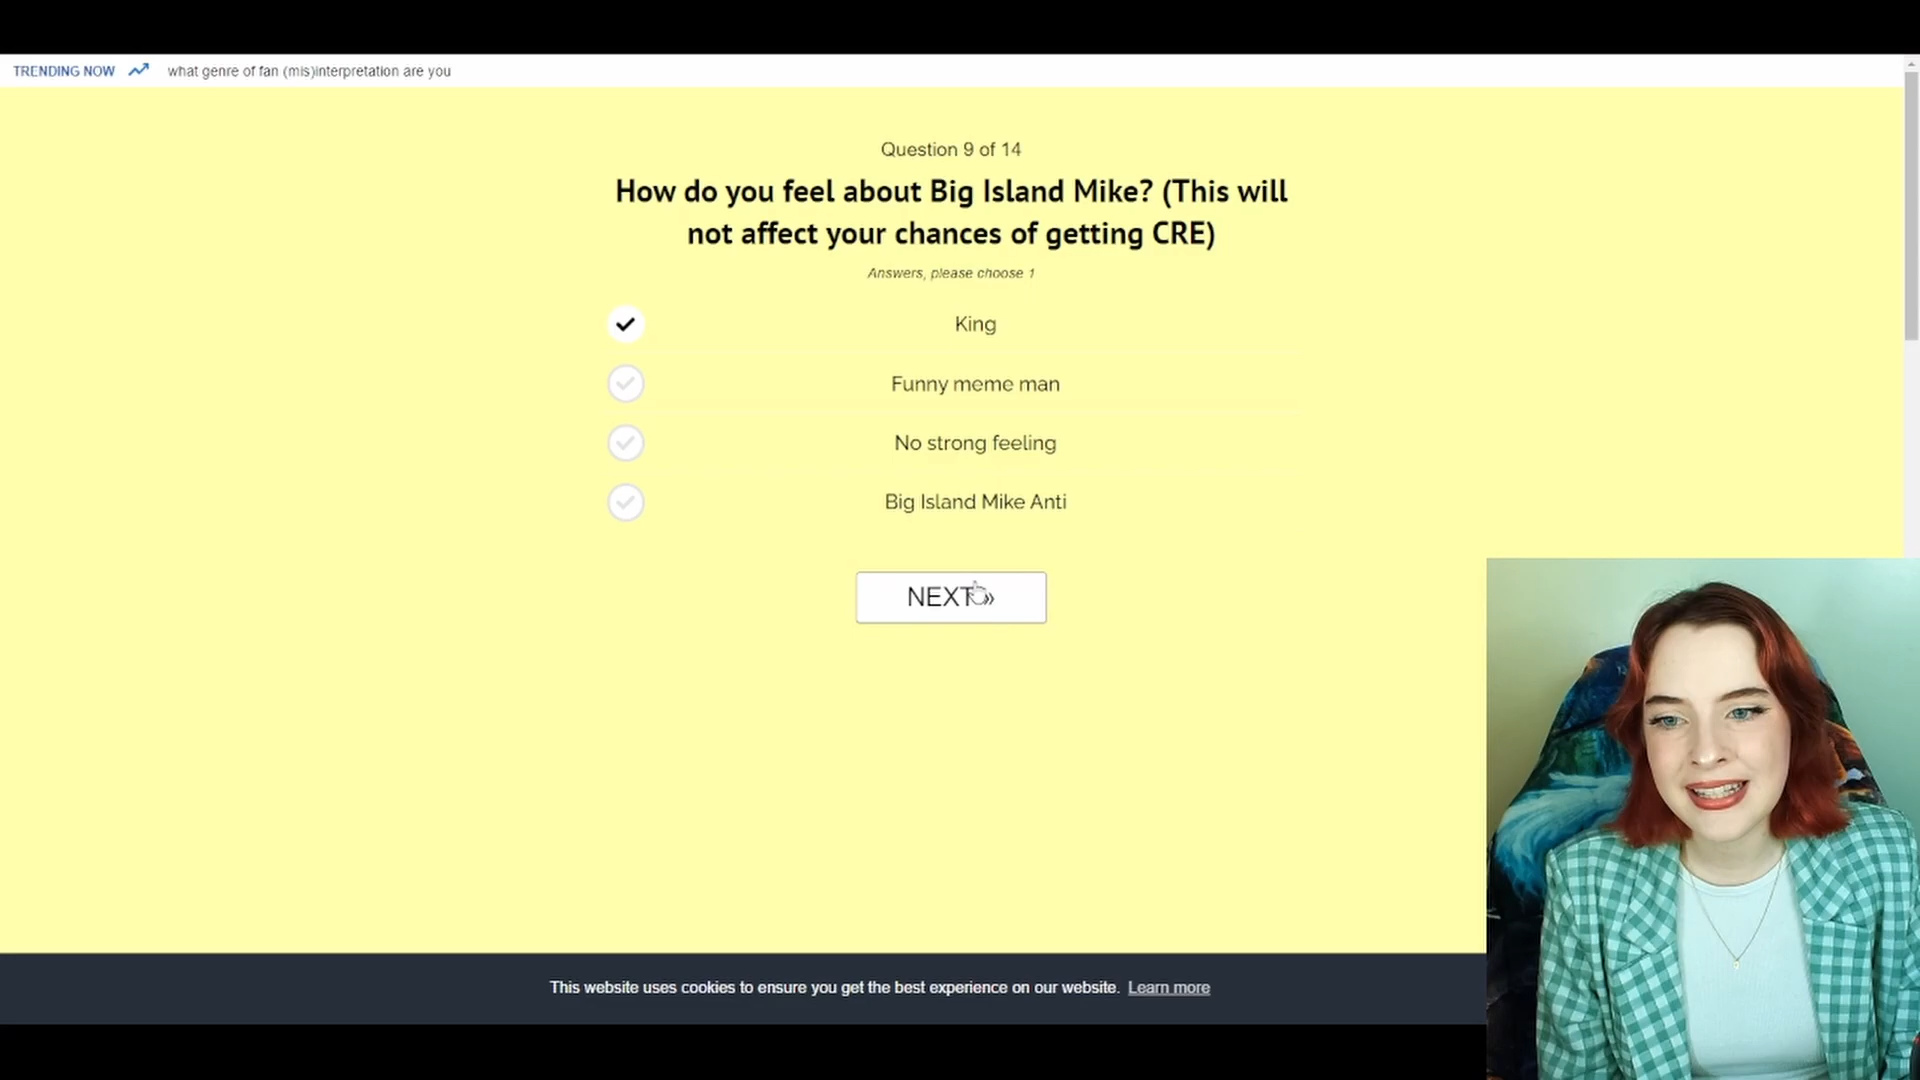 TRENDING NOW what genre of fan (mis)interpretation are you
Question 9 of 14
How do you feel about Big Island Mike? (This will
not affect your chances of getting CRE)
Answers, please choose 1
King
Funny meme man
No strong feeling
Big Island Mike Anti
NEXT »
This website uses cookies to ensure you get the best experience on our website. Learn more